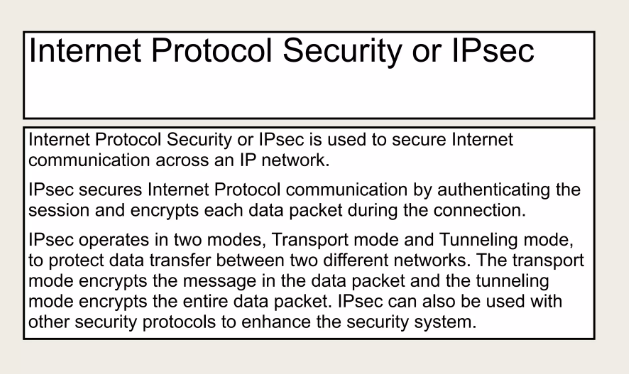 Internet Protocol Security or IPsec
Internet Protocol Security or IPsec is used to secure Internet
communication across an IP network.
IPsec secures Internet Protocol communication by authenticating the
session and encrypts each data packet during the connection.
IPsec operates in two modes, Transport mode and Tunneling mode,
to protect data transfer between two different networks. The transport
mode encrypts the message in the data packet and the tunneling
mode encrypts the entire data packet. IPsec can also be used with
other security protocols to enhance the security system.